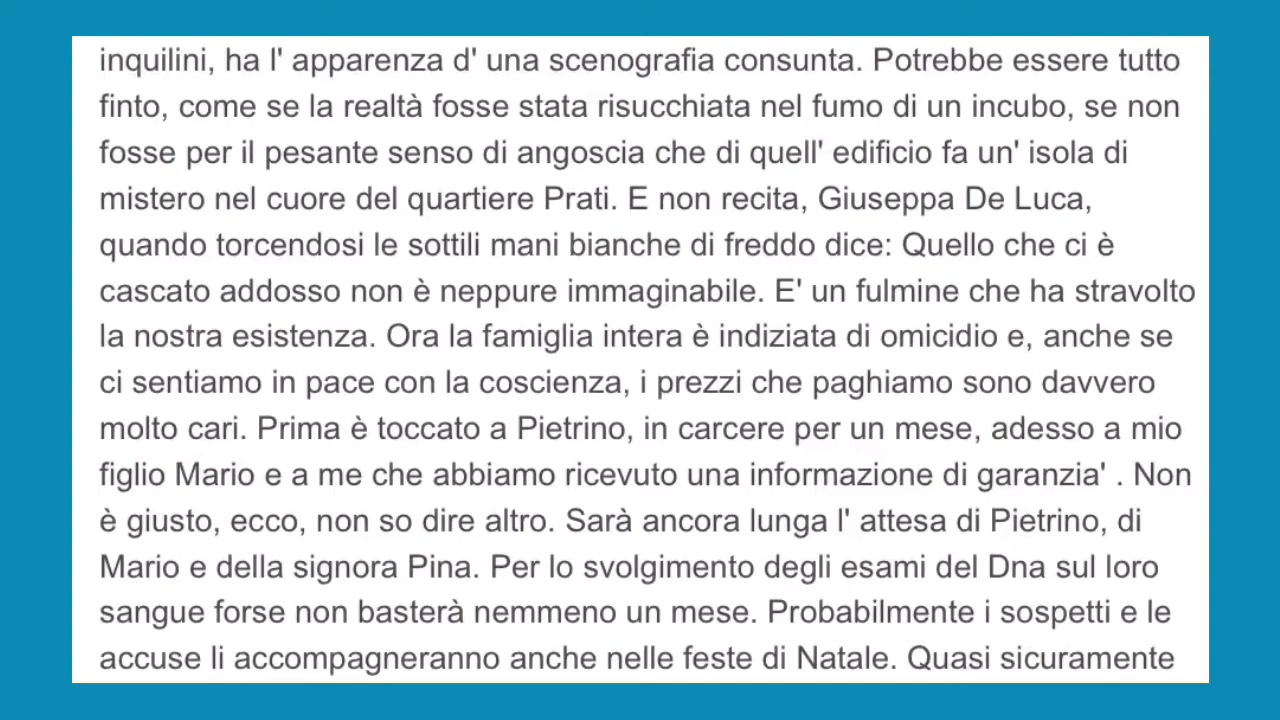 inquilini, ha l' apparenza d' una scenografia consunta. Potrebbe essere tutto
finto, come se la realtà fosse stata risucchiata nel fumo di un incubo, se non
fosse per il pesante senso di angoscia che di quell' edificio fa un' isola di
mistero nel cuore del quartiere Prati. E non recita, Giuseppa De Luca,
quando torcendosi le sottili mani bianche di freddo dice: Quello che ci è
cascato addosso non è neppure immaginabile. E' un fulmine che ha stravolto
la nostra esistenza. Ora la famiglia intera è indiziata di omicidio e, anche se
ci sentiamo in pace con la coscienza, i prezzi che paghiamo sono davvero
molto cari. Prima è toccato a Pietrino, in carcere per un mese, adesso a mio
figlio Mario e a me che abbiamo ricevuto una informazione di garanzia' . Non
è giusto, ecco, non so dire altro. Sarà ancora lunga l' attesa di Pietrino, di
Mario e della signora Pina. Per lo svolgimento degli esami del Dna sul loro
sangue forse non basterà nemmeno un mese. Probabilmente i sospetti e le
accuse li accompagneranno anche nelle feste di Natale. Quasi sicuramente